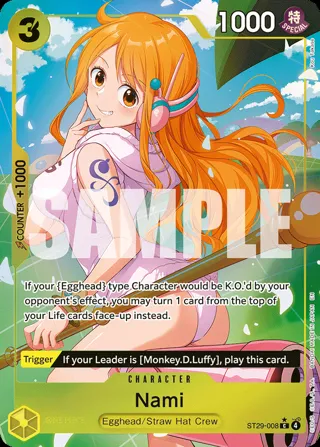 3
1000
特
SPECIAL
COUNTER +1000
SAMPLE
If your {Egghead} type Character would be K.O.'d by your
opponent's effect, you may turn 1 card from the top of
your Life cards face-up instead.
Trigger If your Leader is [Monkey.D.Luffy], play this card.
CHARACTER
Nami
Egghead/Straw Hat Crew
ST29-008 C 4